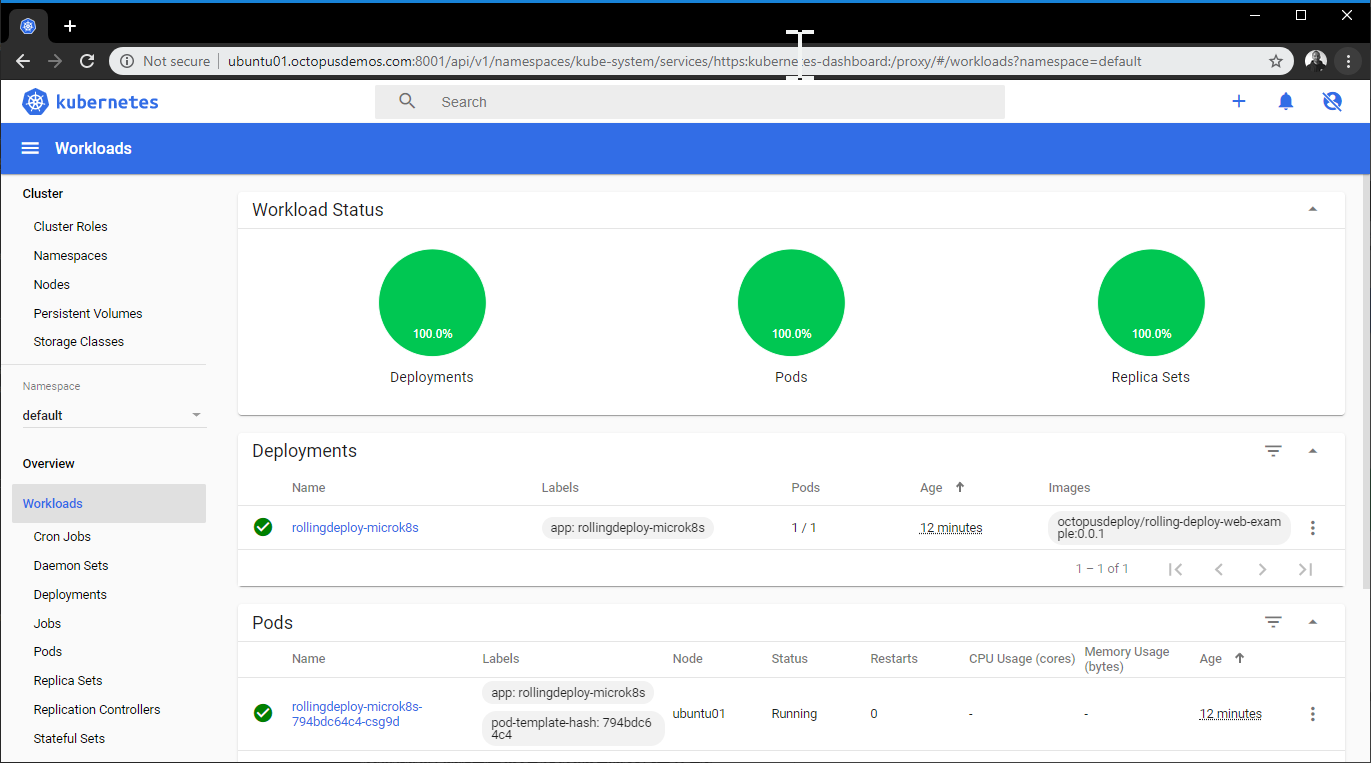 Not secure
ubuntu01.octopusdemos.com:8001/api/v1/namespaces/kube-system/services/https:kubernetes-dashboard:/proxy/#/workloads?namespace=default
kubernetes
Search
Workloads
Cluster
Cluster Roles
Namespaces
Nodes
Persistent Volumes
Storage Classes
Namespace
default
Overview
Workloads
Cron Jobs
Daemon Sets
Deployments
Jobs
Pods
Replica Sets
Replication Controllers
Stateful Sets
Workload Status
100.0% 100.0% 100.0%
Deployments Pods Replica Sets
Deployments
Name Labels Pods Age Images
rollingdeploy-microk8s app: rollingdeploy-microk8s 1 / 1 12 minutes octopusdeploy/rolling-deploy-web-exam
ple:0.0.1
1 – 1 of 1
Pods
Name Labels Node Status Restarts CPU Usage (cores) Memory Usage
(bytes) Age
rollingdeploy-microk8s-
794bdc64c4-csg9d
app: rollingdeploy-microk8s
pod-template-hash: 794bdc6
4c4
ubuntu01 Running 0 - - 12 minutes